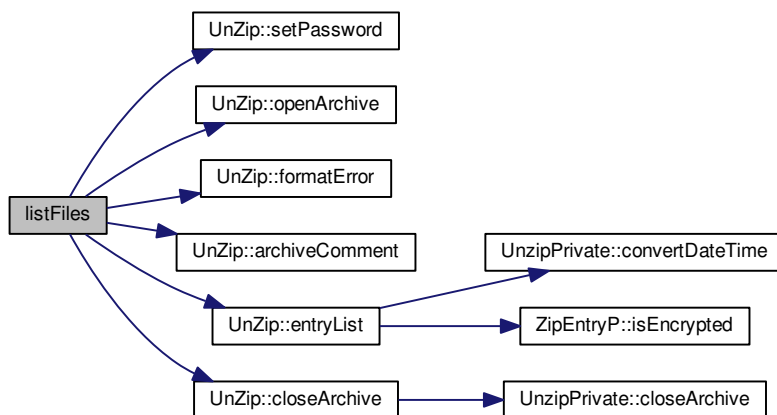 UnZip::setPassword
UnZip::openArchive
UnZip::formatError
listFiles
UnZip::archiveComment
UnzipPrivate::convertDateTime
UnZip::entryList
ZipEntryP::isEncrypted
UnZip::closeArchive
UnzipPrivate::closeArchive